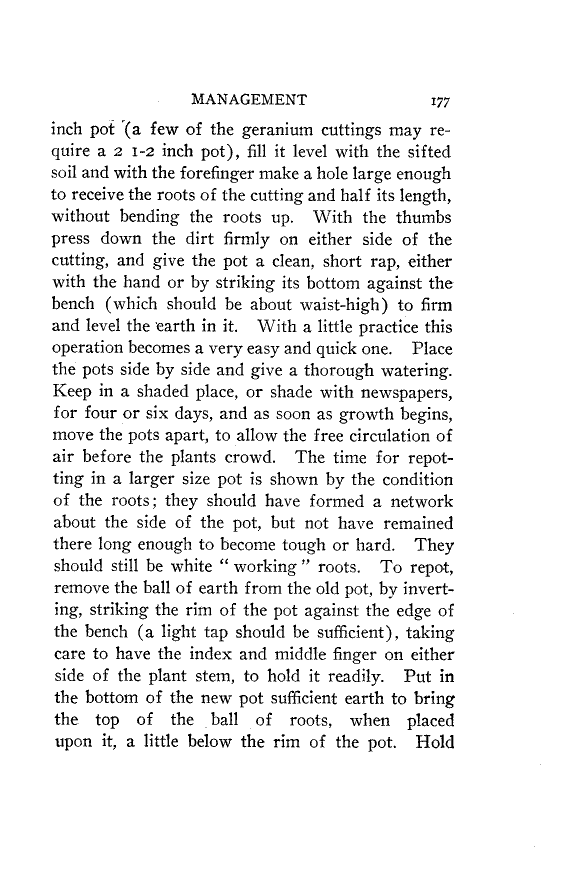 MANAGEMENT 177
inch pot (a few of the geranium cuttings may re-
quire a 2 1-2 inch pot), fill it level with the sifted
soil and with the forefinger make a hole large enough
to receive the roots of the cutting and half its length,
without bending the roots up. With the thumbs
press down the dirt firmly on either side of the
cutting, and give the pot a clean, short rap, either
with the hand or by striking its bottom against the
bench (which should be about waist-high) to firm
and level the earth in it. With a little practice this
operation becomes a very easy and quick one. Place
the pots side by side and give a thorough watering.
Keep in a shaded place, or shade with newspapers,
for four or six days, and as soon as growth begins,
move the pots apart, to allow the free circulation of
air before the plants crowd. The time for repot-
ting in a larger size pot is shown by the condition
of the roots; they should have formed a network
about the side of the pot, but not have remained
there long enough to become tough or hard. They
should still be white “ working ” roots. To repot,
remove the ball of earth from the old pot, by invert-
ing, striking the rim of the pot against the edge of
the bench (a light tap should be sufficient), taking
care to have the index and middle finger on either
side of the plant stem, to hold it readily. Put in
the bottom of the new pot sufficient earth to bring
the top of the ball of roots, when placed
upon it, a little below the rim of the pot. Hold